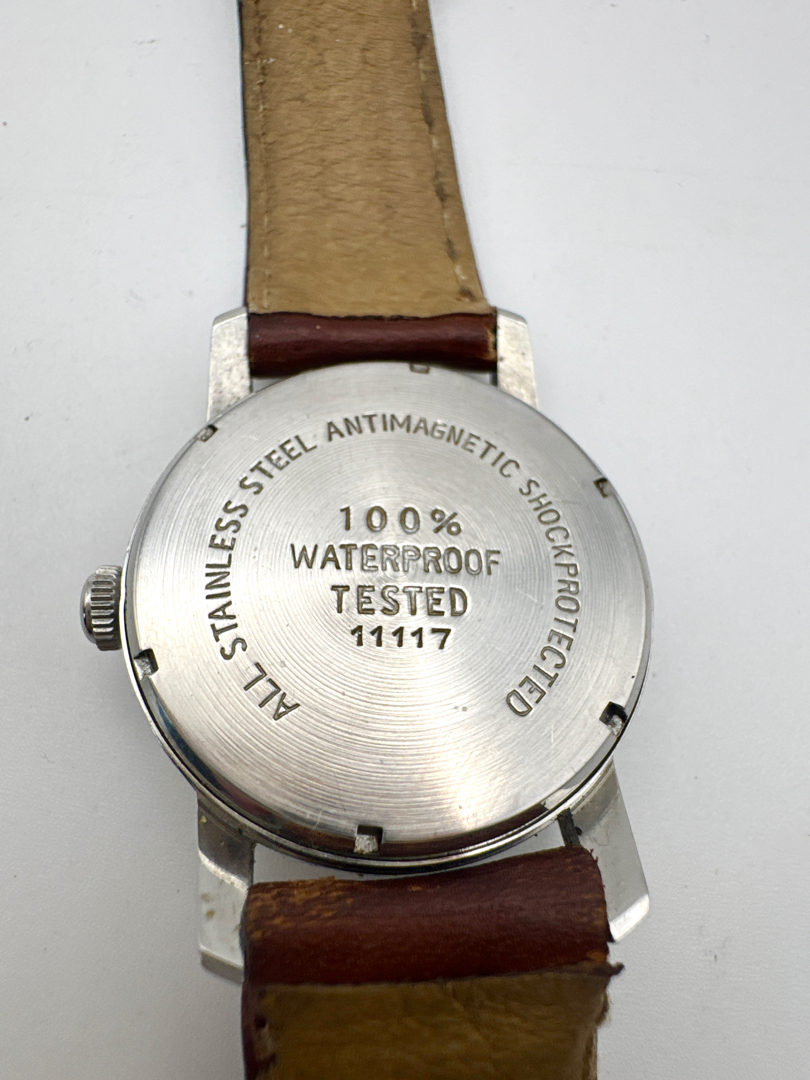 ALL STAINLESS STEEL ANTIMAGNETIC SHOCKPROTECTED
100%
WATERPROOF
TESTED
11117